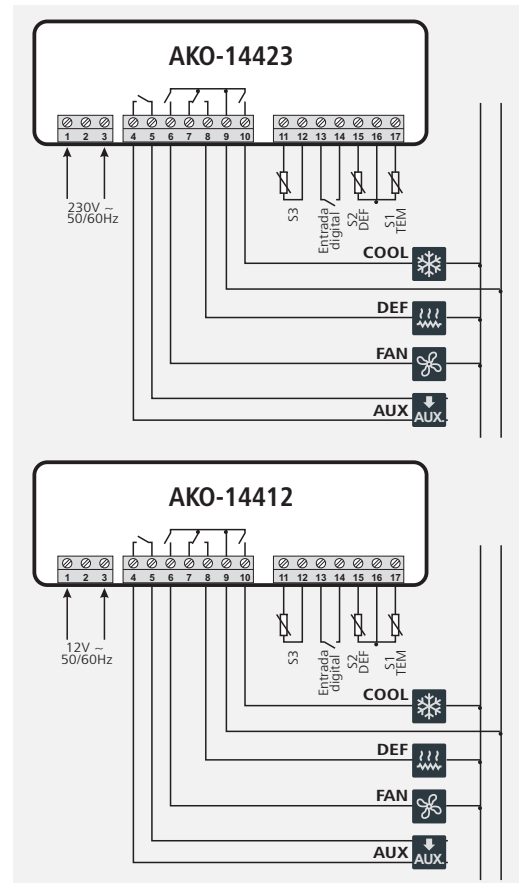 AKO-14423
1 2 3 4 5 6 7 8 9 10 11 12 13 14 15 16 17
230V ~
50/60Hz
S3
Entrada
digital
S2
DEF
S1
TEM
COOL
DEF
FAN
AUX
AUX.
AKO-14412
1 2 3 4 5 6 7 8 9 10 11 12 13 14 15 16 17
12V ~
50/60Hz
S3
Entrada
digital
S2
DEF
S1
TEM
COOL
DEF
FAN
AUX
AUX.